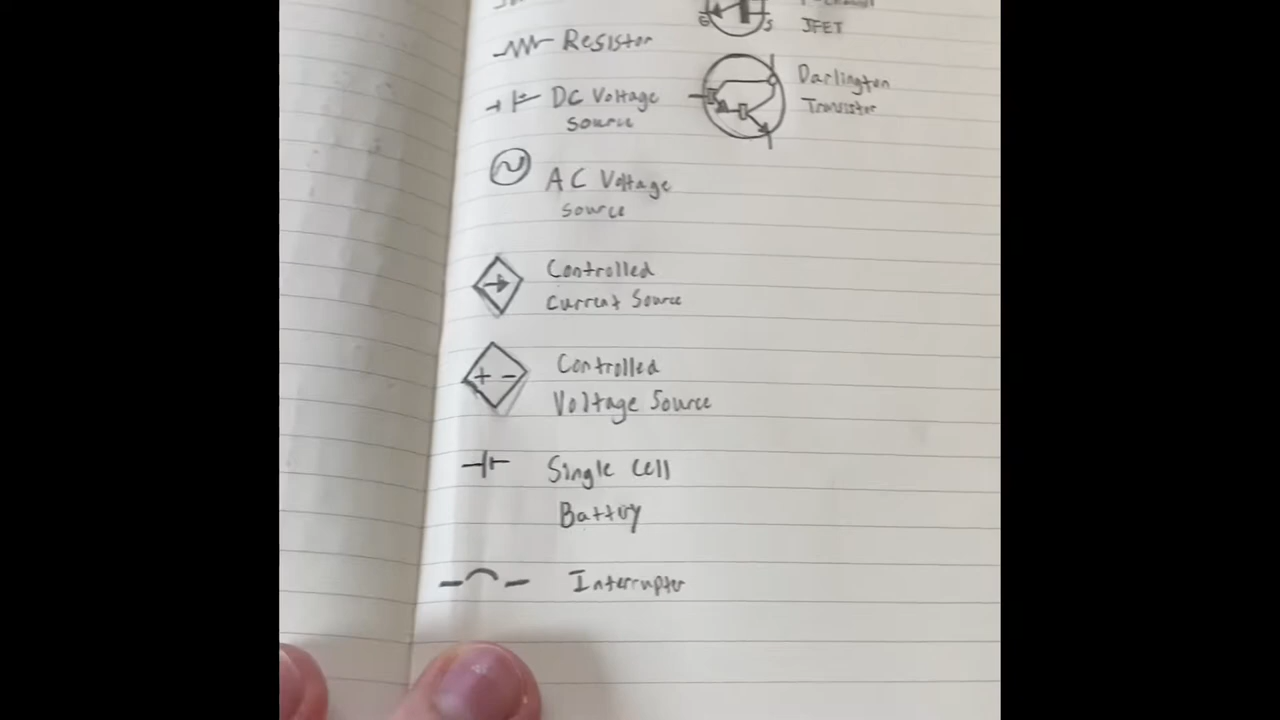 JFET
Resistor
Darlington
Transistor
DC Voltage
Source
AC Voltage
Source
Controlled
Current Source
+ -
Controlled
Voltage Source
Single Cell
Battery
Interrupter